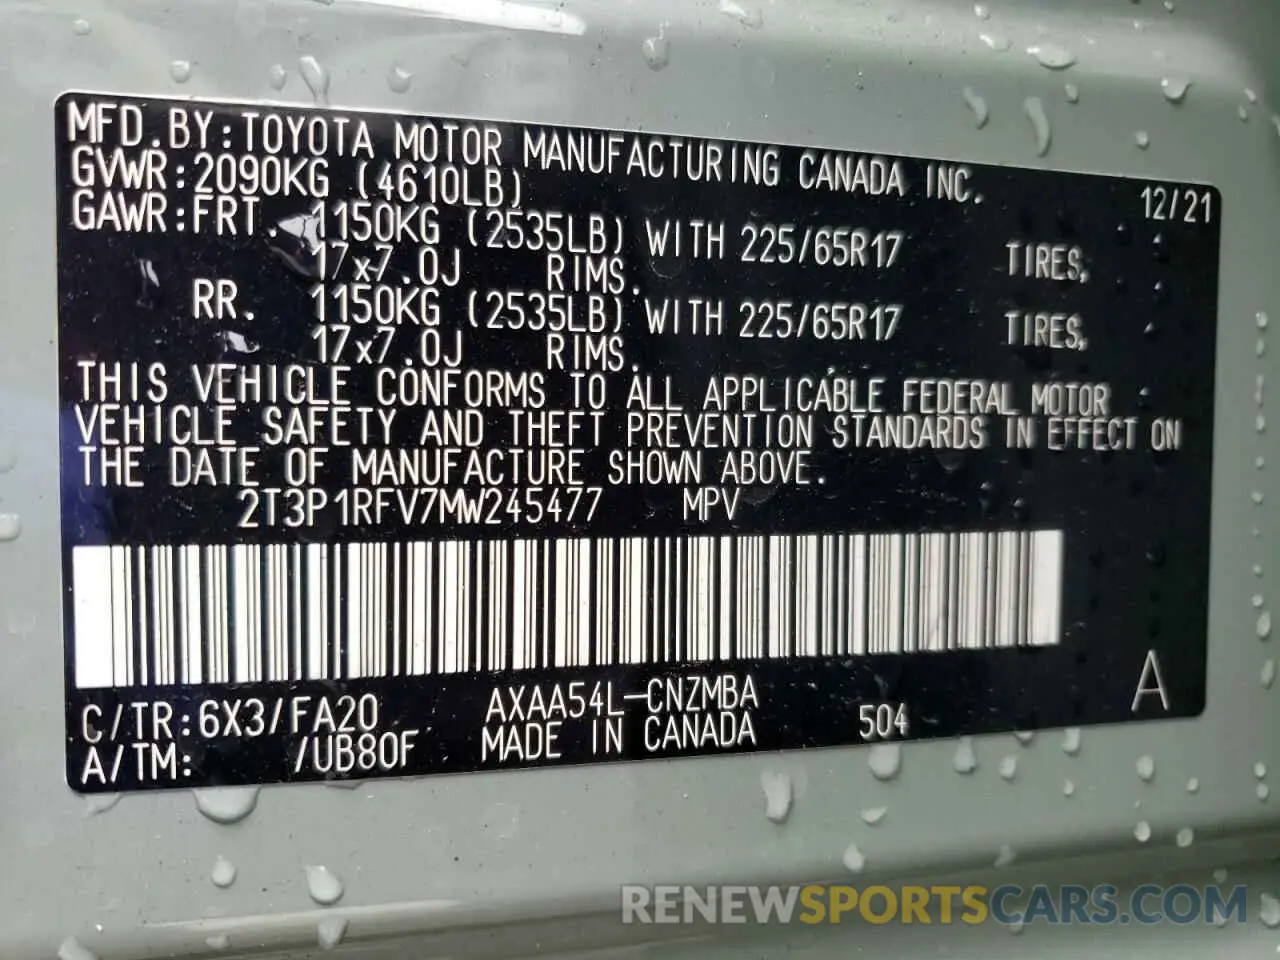 MFD.BY:TOYOTA MOTOR MANUFACTURING CANADA INC.
GVWR:2090KG (4610LB) 12/21
GAWR:FRT. 1150KG (2535LB) WITH 225/65R17 TIRES,
17x7.0J RIMS.
RR. 1150KG (2535LB) WITH 225/65R17 TIRES,
17x7.0J RIMS.
THIS VEHICLE CONFORMS TO ALL APPLICABLE FEDERAL MOTOR
VEHICLE SAFETY AND THEFT PREVENTION STANDARDS IN EFFECT ON
THE DATE OF MANUFACTURE SHOWN ABOVE.
2T3P1RFV7MW245477 MPV
A
C/TR:6X3/FA20 AXAA54L-CNZMBA
A/TM: /UB80F MADE IN CANADA 504
RENEWSPORTSCARS.COM